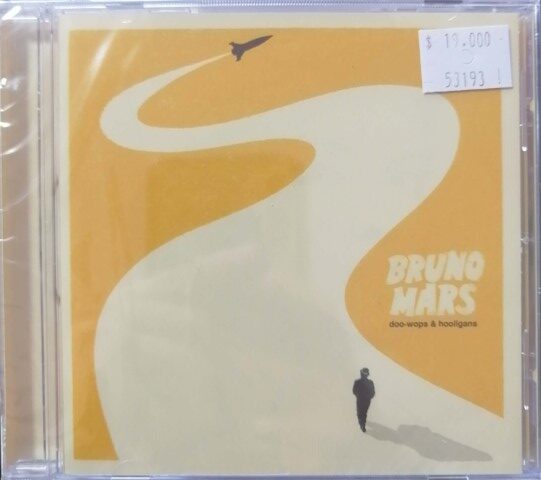 $ 19.000
53193 !
BRUNO
MARS
doo-wops & hooligans